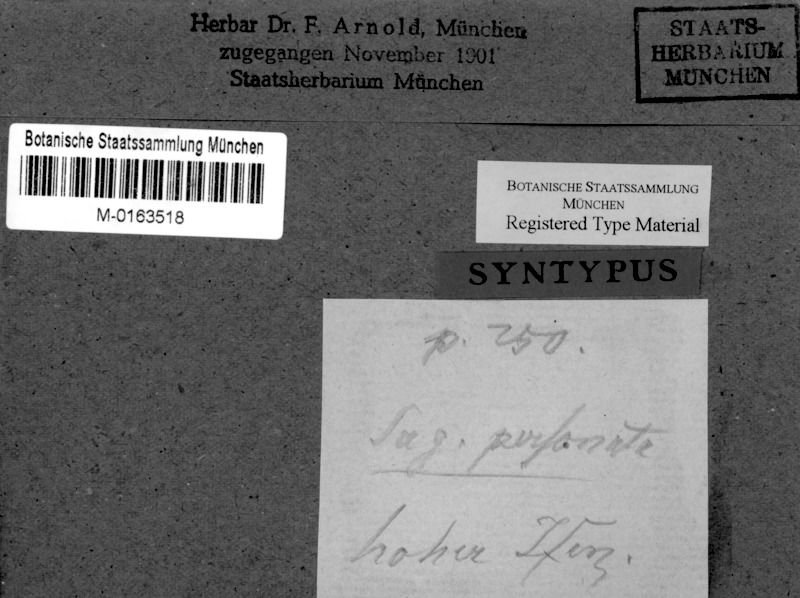 Herbar Dr. F. Arnold, München
zugegangen November 1901
Staatsherbarium München
STAATS-
HERBARIUM
MÜNCHEN
Botanische Staatssammlung München
M-0163518
BOTANISCHE STAATSSAMMLUNG
MÜNCHEN
Registered Type Material
SYNTYPUS
p. 250.
Sag. personata
hoher Ifen.